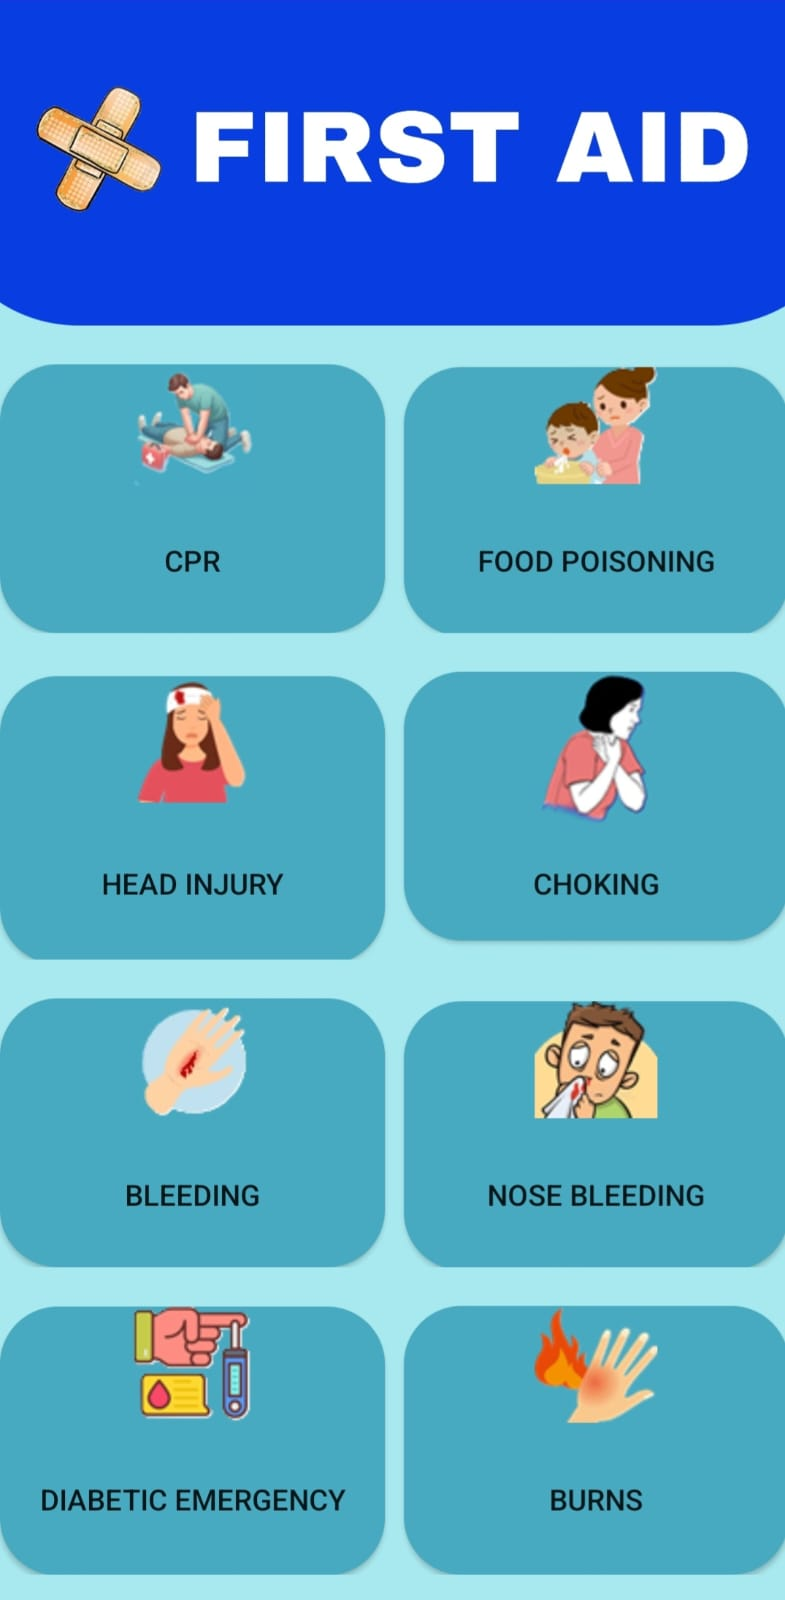 FIRST AID
CPR
FOOD POISONING
HEAD INJURY
CHOKING
BLEEDING
NOSE BLEEDING
DIABETIC EMERGENCY
BURNS